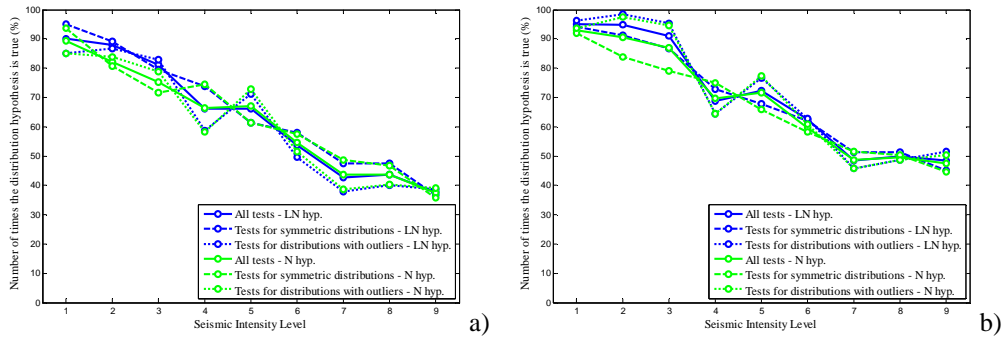 Number of times the distribution hypothesis is true (%)
100
90
80
70
60
50
40
30
20
10
0
All tests - LN hyp.
Tests for symmetric distributions - LN hyp.
Tests for distributions with outliers - LN hyp.
All tests - N hyp.
Tests for symmetric distributions - N hyp.
Tests for distributions with outliers - N hyp.
1 2 3 4 5 6 7 8 9
Seismic Intensity Level
a)
Number of times the distribution hypothesis is true (%)
100
90
80
70
60
50
40
30
20
10
0
All tests - LN hyp.
Tests for symmetric distributions - LN hyp.
Tests for distributions with outliers - LN hyp.
All tests - N hyp.
Tests for symmetric distributions - N hyp.
Tests for distributions with outliers - N hyp.
1 2 3 4 5 6 7 8 9
Seismic Intensity Level
b)